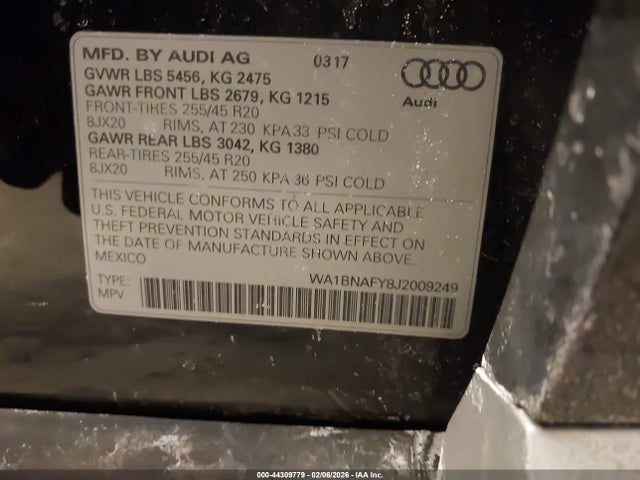 MFD. BY AUDI AG 0317
GVWR LBS 5456, KG 2475
GAWR FRONT LBS 2679, KG 1215
Audi
FRONT-TIRES 255/45 R20
8JX20 RIMS, AT 230 KPA 33 PSI COLD
GAWR REAR LBS 3042, KG 1380
REAR-TIRES 255/45 R20
8JX20 RIMS, AT 250 KPA 36 PSI COLD
THIS VEHICLE CONFORMS TO ALL APPLICABLE
U.S. FEDERAL MOTOR VEHICLE SAFETY AND
THEFT PREVENTION STANDARDS IN EFFECT ON
THE DATE OF MANUFACTURE SHOWN ABOVE.
MEXICO
TYPE: WA1BNAFY8J2009249
MPV
000-44309779 - 02/06/2026 - IAA Inc.